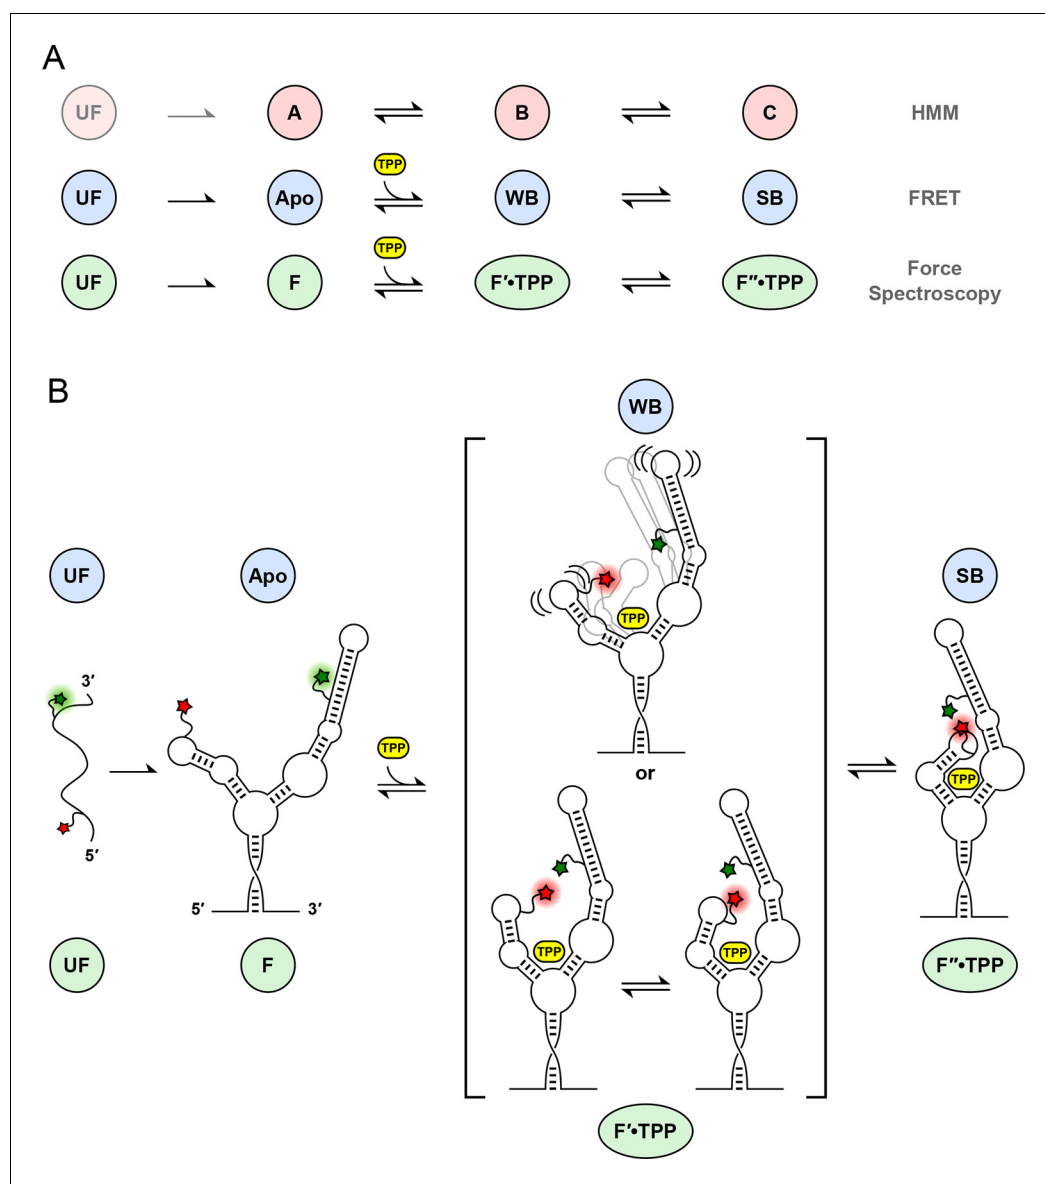 A
UF A B C HMM
TPP
UF Apo WB SB FRET
TPP
UF F F′•TPP F″•TPP Force
Spectroscopy
B
WB
UF Apo SB
TPP
3′
TPP
TPP
or
5′
5′ 3′
TPP TPP
UF F F″•TPP
F′•TPP